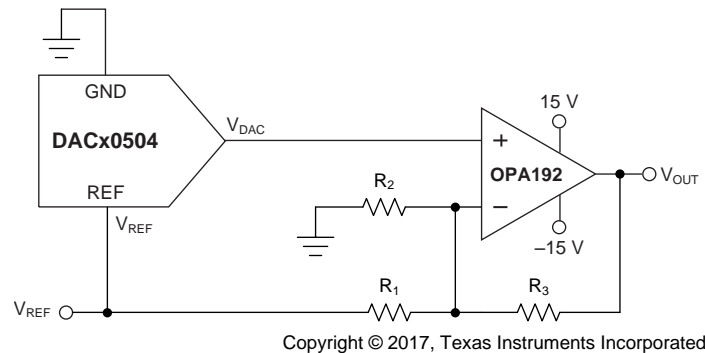 GND
DACx0504
REF
V_REF
V_DAC
15 V
+
OPA192
−
–15 V
V_OUT
R_2
R_1
R_3
V_REF
Copyright © 2017, Texas Instruments Incorporated